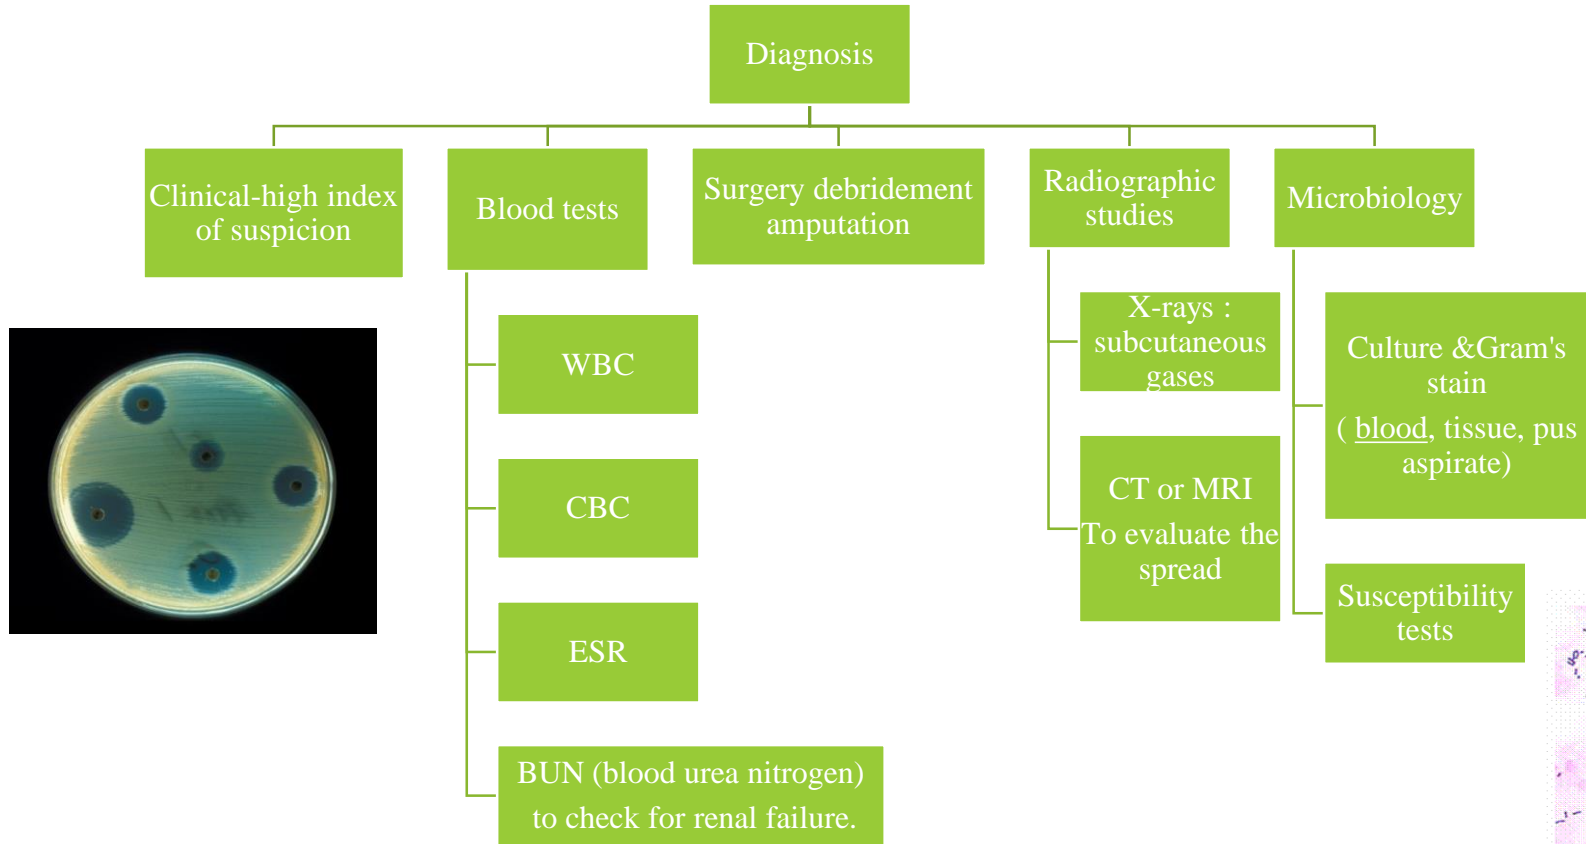 Diagnosis
Clinical-high index
of suspicion
Blood tests
WBC
CBC
ESR
BUN (blood urea nitrogen)
to check for renal failure.
Surgery debridement
amputation
Radiographic
studies
X-rays :
subcutaneous
gases
CT or MRI
To evaluate the
spread
Microbiology
Culture &Gram's
stain
( blood, tissue, pus
aspirate)
Susceptibility
tests